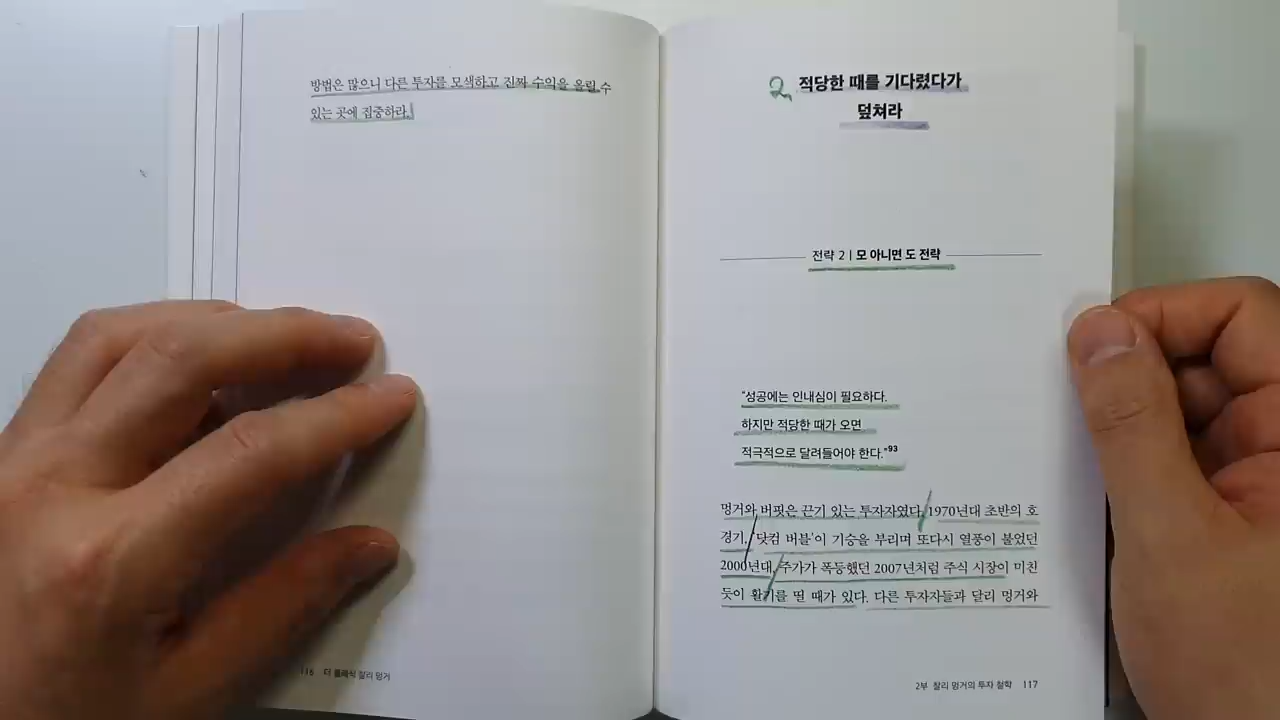 방법은 많으니 다른 투자를 모색하고 진짜 수익을 올릴 수
있는 곳에 집중하라.
116 더 클래식 찰리 멍거
2 적당한 때를 기다렸다가
덮쳐라
전략 2 | 모 아니면 도 전략
"성공에는 인내심이 필요하다.
하지만 적당한 때가 오면
적극적으로 달려들어야 한다."93
멍거와 버핏은 끈기 있는 투자자였다. 1970년대 초반의 호
경기, '닷컴 버블'이 기승을 부리며 또다시 열풍이 불었던
2000년대, 주가가 폭등했던 2007년처럼 주식 시장이 미친
듯이 활기를 띨 때가 있다. 다른 투자자들과 달리 멍거와
2부 찰리 멍거의 투자 철학 117